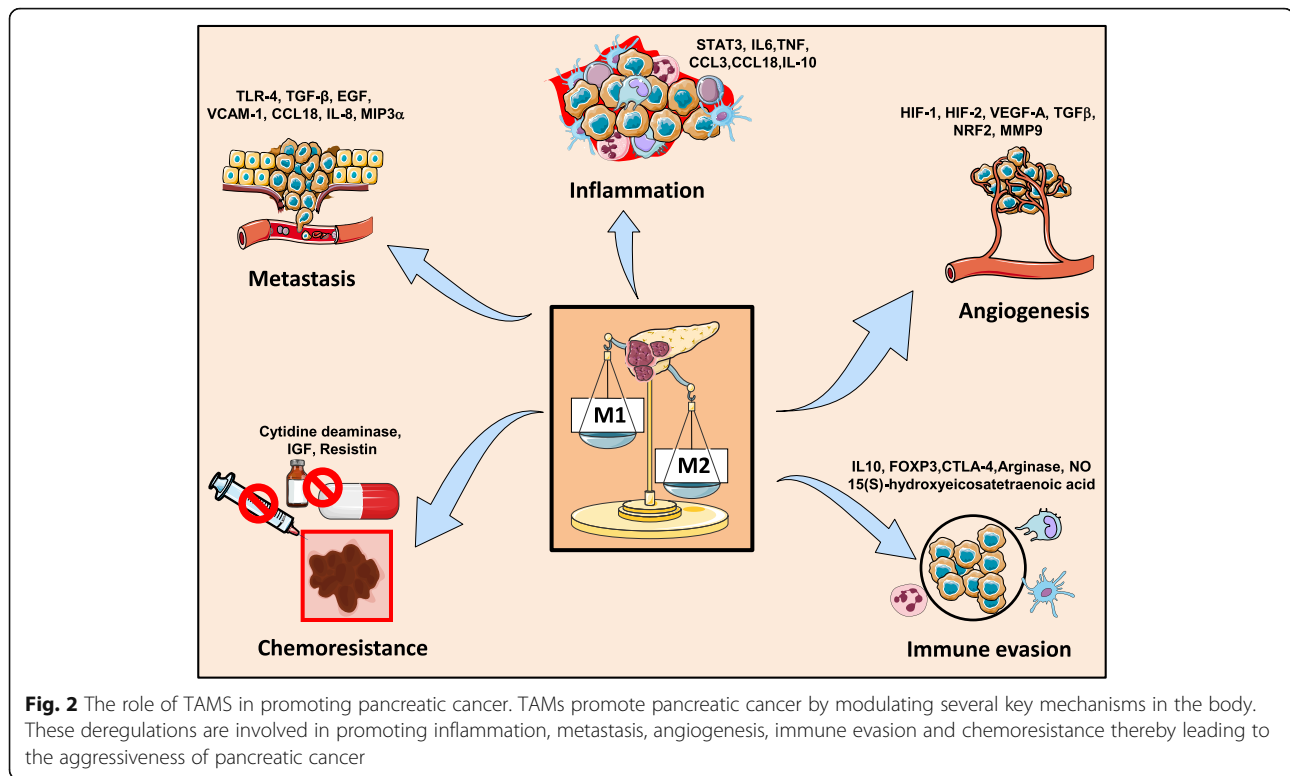 STAT3, IL6,TNF,
CCL3,CCL18,IL-10
Inflammation
TLR-4, TGF-β, EGF,
VCAM-1, CCL18, IL-8, MIP3α
Metastasis
HIF-1, HIF-2, VEGF-A, TGFβ,
NRF2, MMP9
Angiogenesis
M1
M2
Cytidine deaminase,
IGF, Resistin
Chemoresistance
IL10, FOXP3,CTLA-4,Arginase, NO
15(S)-hydroxyeicosatetraenoic acid
Immune evasion
Fig. 2 The role of TAMS in promoting pancreatic cancer. TAMs promote pancreatic cancer by modulating several key mechanisms in the body.
These deregulations are involved in promoting inflammation, metastasis, angiogenesis, immune evasion and chemoresistance thereby leading to
the aggressiveness of pancreatic cancer